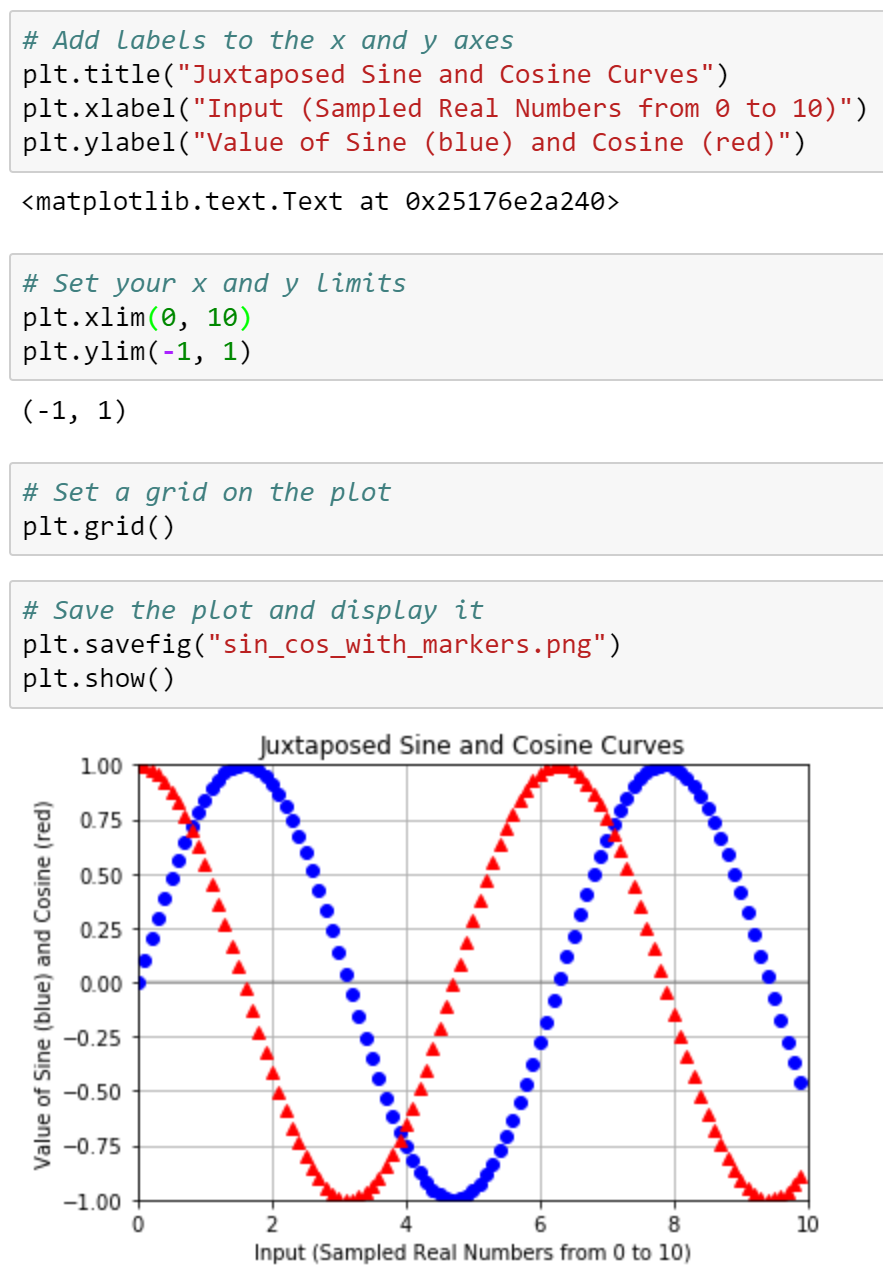 # Add labels to the x and y axes
plt.title("Juxtaposed Sine and Cosine Curves")
plt.xlabel("Input (Sampled Real Numbers from 0 to 10)")
plt.ylabel("Value of Sine (blue) and Cosine (red)")
<matplotlib.text.Text at 0x25176e2a240>
# Set your x and y limits
plt.xlim(0, 10)
plt.ylim(-1, 1)
(-1, 1)
# Set a grid on the plot
plt.grid()
# Save the plot and display it
plt.savefig("sin_cos_with_markers.png")
plt.show()
Juxtaposed Sine and Cosine Curves
Value of Sine (blue) and Cosine (red)
1.00
0.75
0.50
0.25
0.00
−0.25
−0.50
−0.75
−1.00
0 2 4 6 8 10
Input (Sampled Real Numbers from 0 to 10)